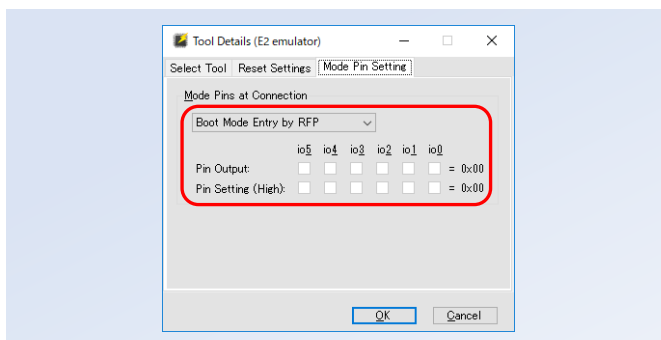 Tool Details (E2 emulator)
Select Tool Reset Settings Mode Pin Setting
Mode Pins at Connection
Boot Mode Entry by RFP
io5 io4 io3 io2 io1 io0
Pin Output: = 0x00
Pin Setting (High): = 0x00
OK Cancel